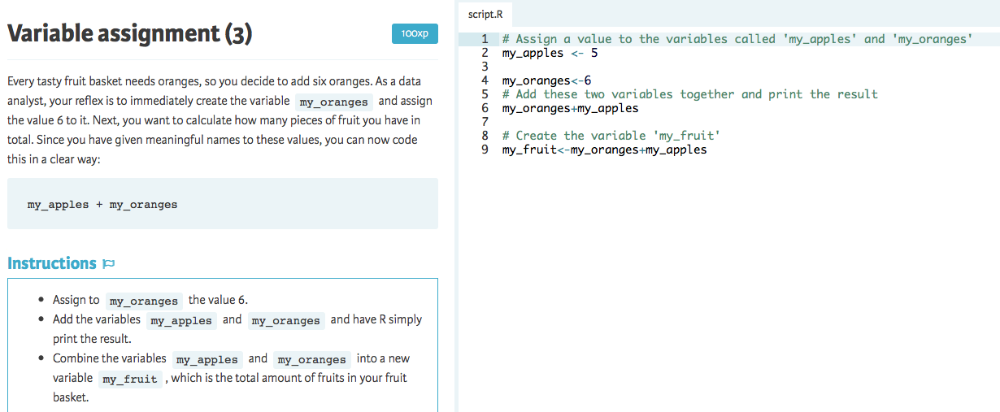 Variable assignment (3)
100xp
Every tasty fruit basket needs oranges, so you decide to add six oranges. As a data
analyst, your reflex is to immediately create the variable my_oranges and assign
the value 6 to it. Next, you want to calculate how many pieces of fruit you have in
total. Since you have given meaningful names to these values, you can now code
this in a clear way:
my_apples + my_oranges
Instructions
• Assign to my_oranges the value 6.
• Add the variables my_apples and my_oranges and have R simply
print the result.
• Combine the variables my_apples and my_oranges into a new
variable my_fruit , which is the total amount of fruits in your fruit
basket.
script.R
1 # Assign a value to the variables called 'my_apples' and 'my_oranges'
2 my_apples <- 5
3
4 my_oranges<-6
5 # Add these two variables together and print the result
6 my_oranges+my_apples
7
8 # Create the variable 'my_fruit'
9 my_fruit<-my_oranges+my_apples